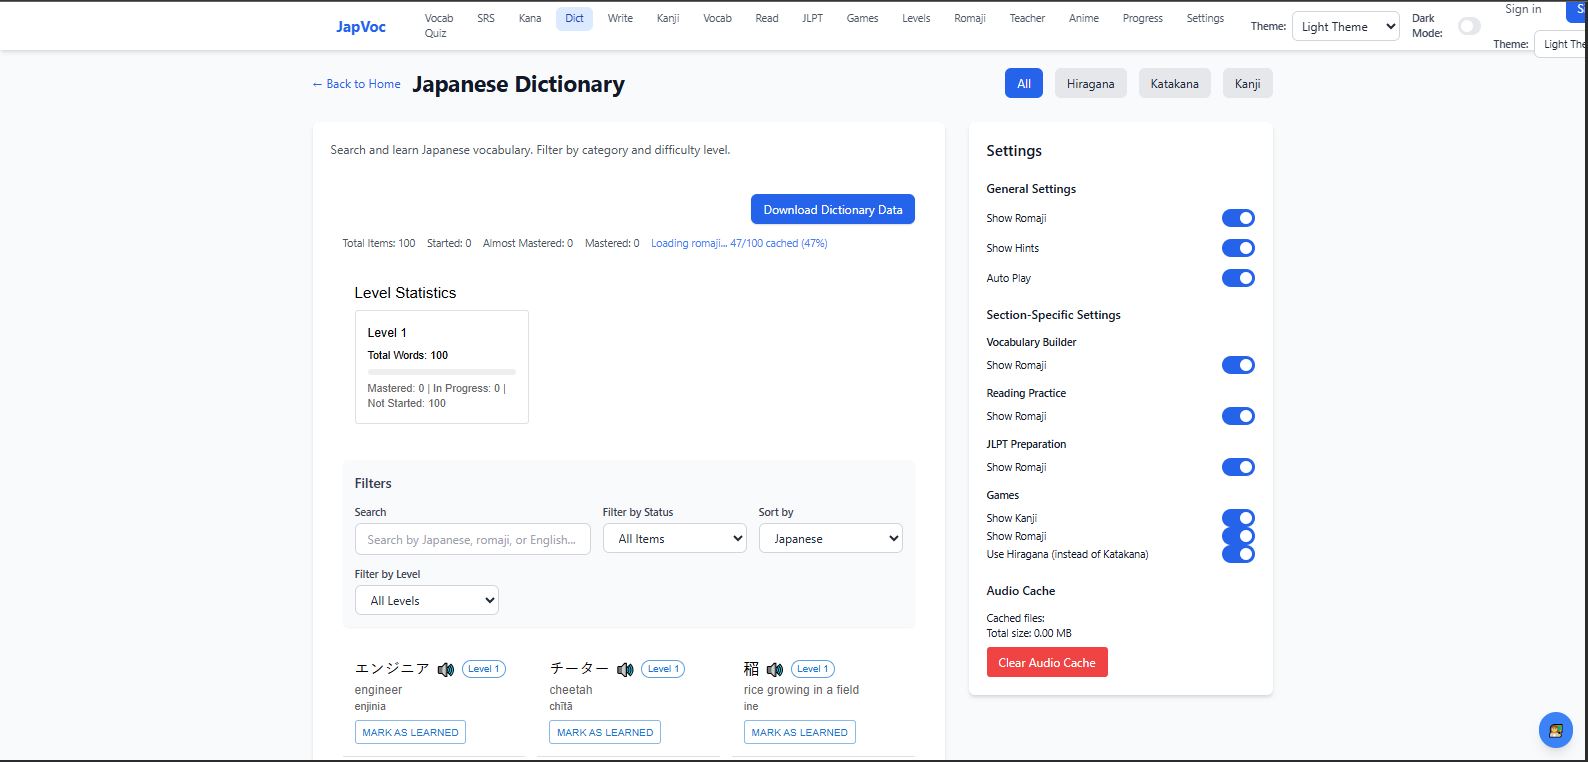 JapVoc
Vocab Quiz
SRS
Kana
Dict
Write
Kanji
Vocab
Read
JLPT
Games
Levels
Romaji
Teacher
Anime
Progress
Settings
Theme:
Light Theme
Dark Mode:
Sign in
Theme:
← Back to Home
Japanese Dictionary
All
Hiragana
Katakana
Kanji
Search and learn Japanese vocabulary. Filter by category and difficulty level.
Download Dictionary Data
Total Items: 100 Started: 0 Almost Mastered: 0 Mastered: 0 Loading romaji... 47/100 cached (47%)
Level Statistics
Level 1
Total Words: 100
Mastered: 0 | In Progress: 0 |
Not Started: 100
Filters
Search
Search by Japanese, romaji, or English...
Filter by Status
All Items
Sort by
Japanese
Filter by Level
All Levels
エンジニア Level 1
engineer
enjinia
MARK AS LEARNED
チーター Level 1
cheetah
chītā
MARK AS LEARNED
稲 Level 1
rice growing in a field
ine
MARK AS LEARNED
Settings
General Settings
Show Romaji
Show Hints
Auto Play
Section-Specific Settings
Vocabulary Builder
Show Romaji
Reading Practice
Show Romaji
JLPT Preparation
Show Romaji
Games
Show Kanji
Show Romaji
Use Hiragana (instead of Katakana)
Audio Cache
Cached files:
Total size: 0.00 MB
Clear Audio Cache